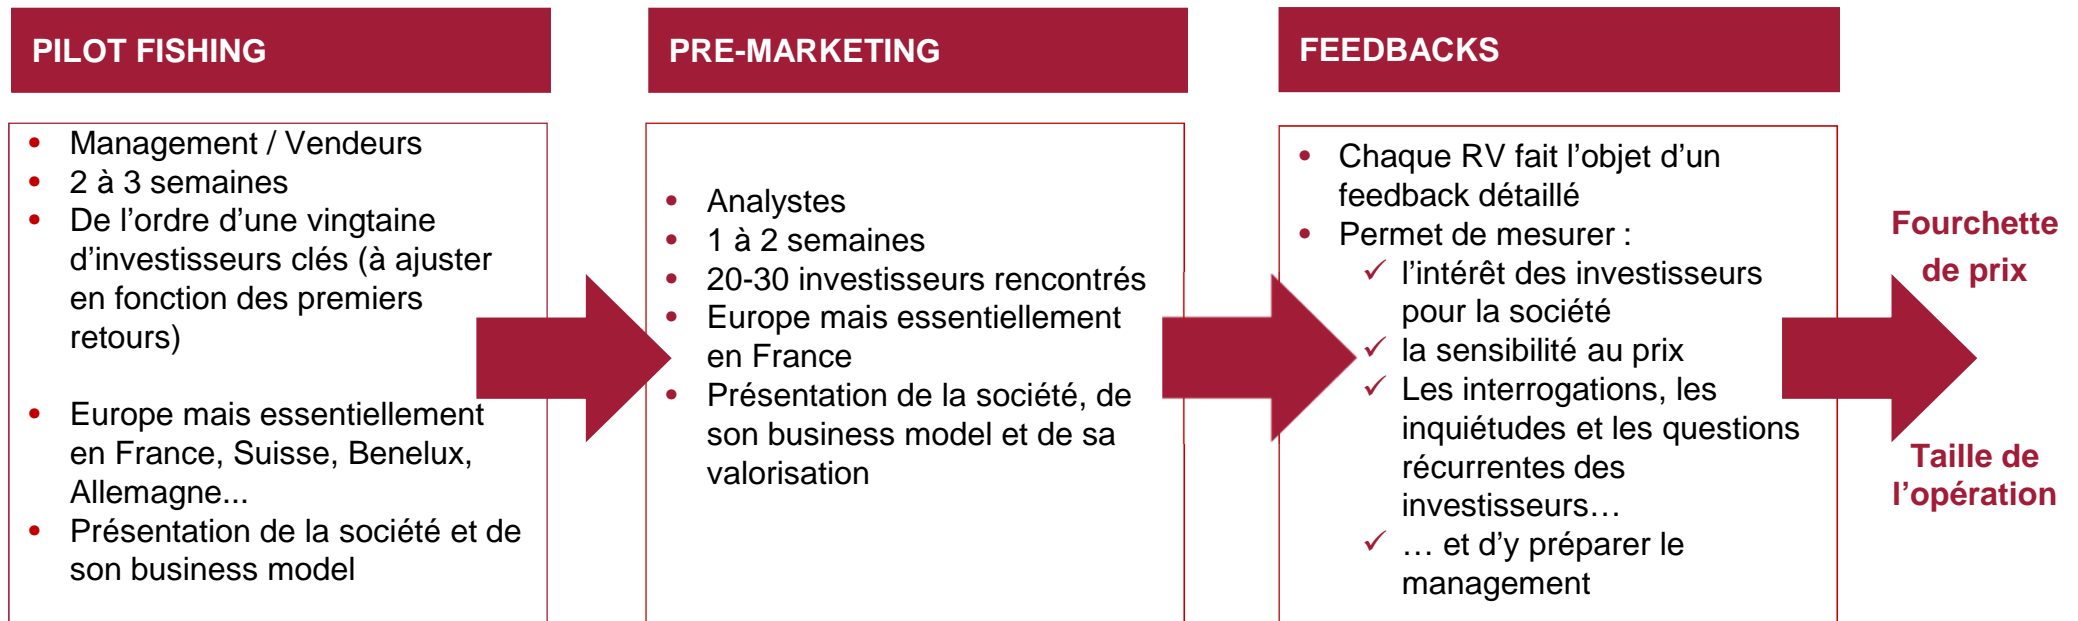 PILOT FISHING
• Management / Vendeurs
• 2 à 3 semaines
• De l’ordre d’une vingtaine
d’investisseurs clés (à ajuster
en fonction des premiers
retours)
• Europe mais essentiellement
en France, Suisse, Benelux,
Allemagne...
• Présentation de la société et de
son business model
PRE-MARKETING
• Analystes
• 1 à 2 semaines
• 20-30 investisseurs rencontrés
• Europe mais essentiellement
en France
• Présentation de la société, de
son business model et de sa
valorisation
FEEDBACKS
• Chaque RV fait l’objet d’un
feedback détaillé
• Permet de mesurer :
✓ l’intérêt des investisseurs
pour la société
✓ la sensibilité au prix
✓ Les interrogations, les
inquiétudes et les questions
récurrentes des
investisseurs…
✓ … et d’y préparer le
management
Fourchette
de prix
Taille de
l’opération